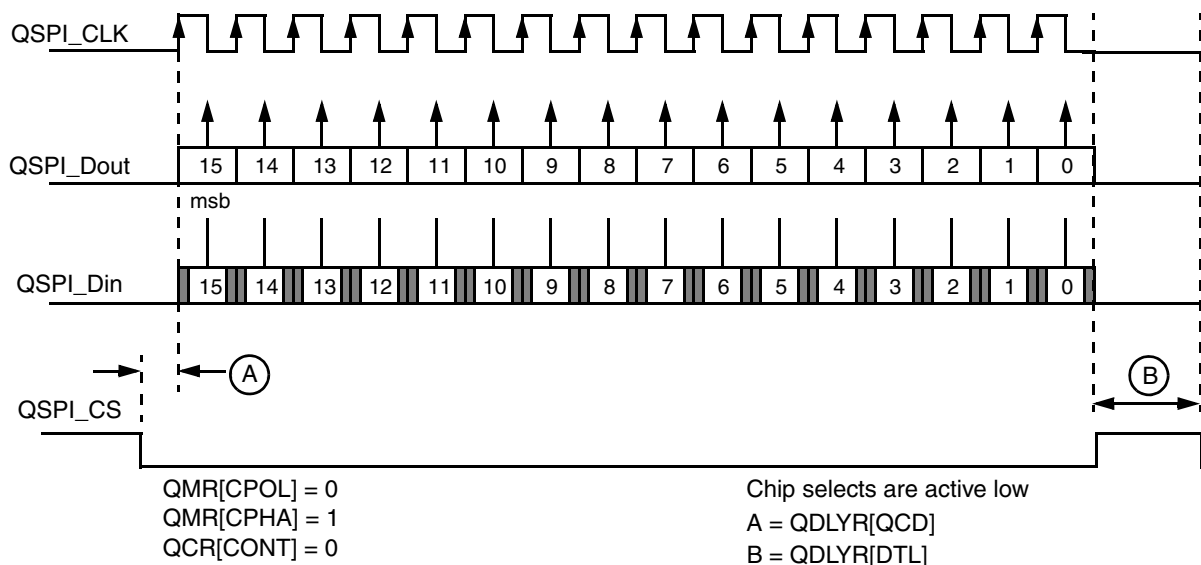 QSPI_CLK
QSPI_Dout
15 14 13 12 11 10 9 8 7 6 5 4 3 2 1 0
msb
QSPI_Din
15 14 13 12 11 10 9 8 7 6 5 4 3 2 1 0
A
B
QSPI_CS
QMR[CPOL] = 0
QMR[CPHA] = 1
QCR[CONT] = 0
Chip selects are active low
A = QDLYR[QCD]
B = QDLYR[DTL]